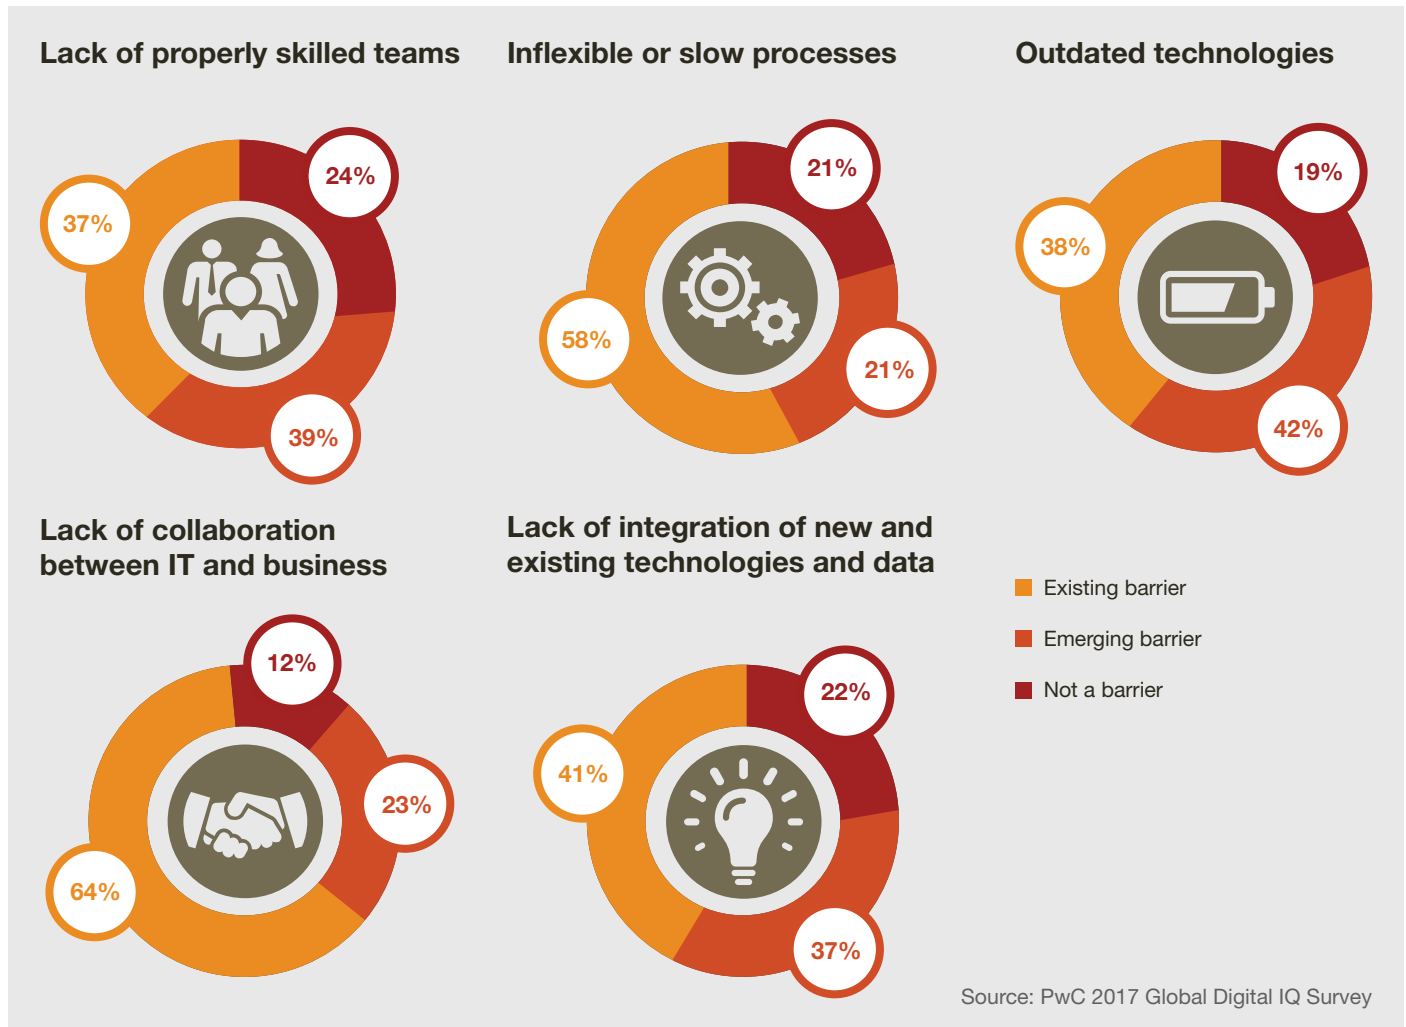 Lack of properly skilled teams
24%
37%
39%
Inflexible or slow processes
21%
58%
21%
Outdated technologies
19%
38%
42%
Lack of collaboration
between IT and business
12%
23%
64%
Lack of integration of new and
existing technologies and data
22%
41%
37%
Existing barrier
Emerging barrier
Not a barrier
Source: PwC 2017 Global Digital IQ Survey